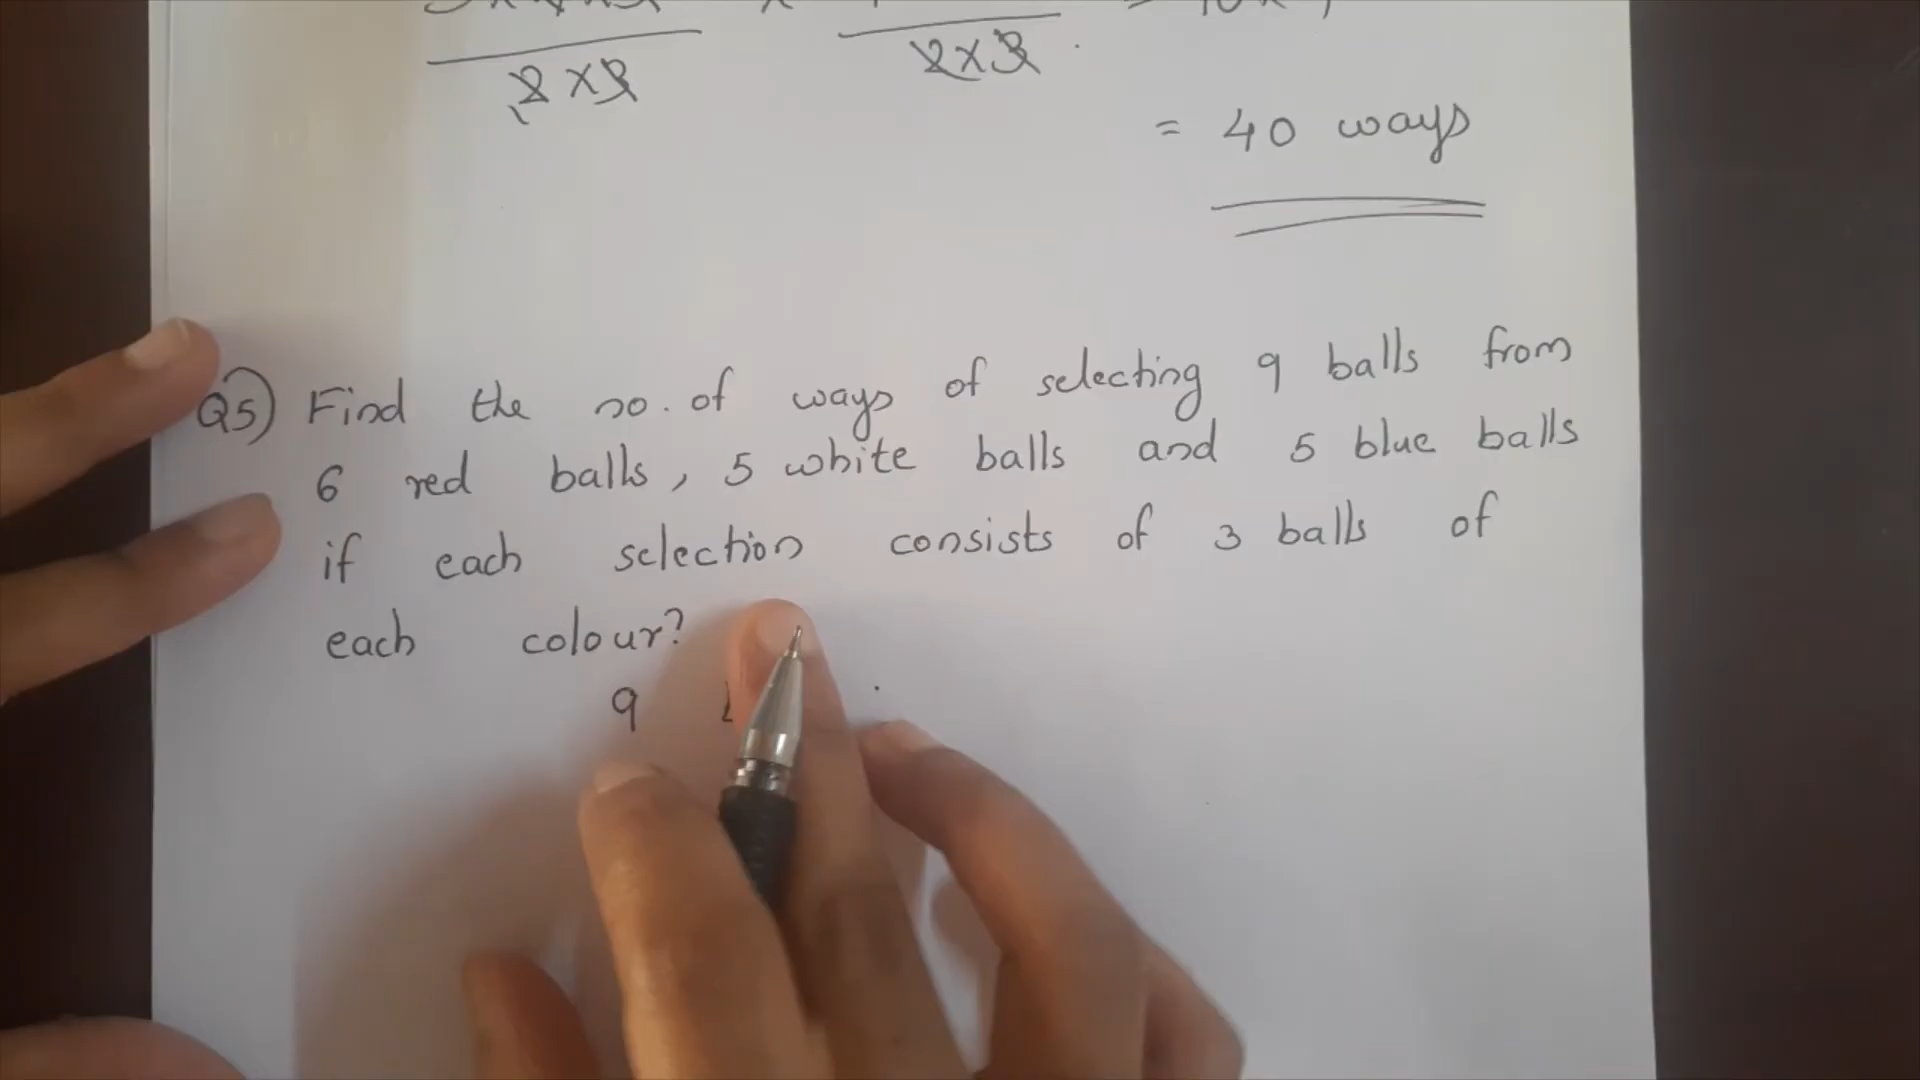 2 x 3
2 x 3
= 40 ways
Q5) Find the no. of ways of selecting 9 balls from
6 red balls, 5 white balls and 5 blue balls
if each selection consists of 3 balls of
each colour?
9